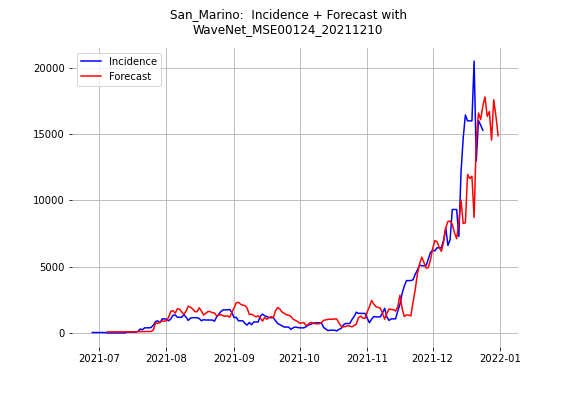 San_Marino:  Incidence + Forecast with
WaveNet_MSE00124_20211210
Incidence
Forecast
20000
15000
10000
5000
0
2021-07 2021-08 2021-09 2021-10 2021-11 2021-12 2022-01